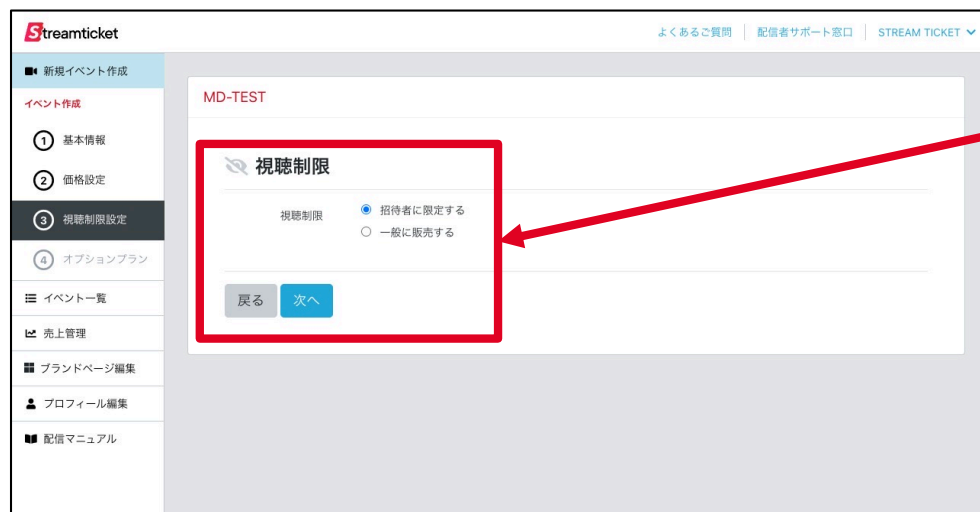 Streamticket
よくあるご質問
配信者サポート窓口
STREAM TICKET
新規イベント作成
イベント作成
1 基本情報
2 価格設定
3 視聴制限設定
4 オプションプラン
イベント一覧
売上管理
ブランドページ編集
プロフィール編集
配信マニュアル
MD-TEST
視聴制限
視聴制限
招待者に限定する
一般に販売する
戻る
次へ